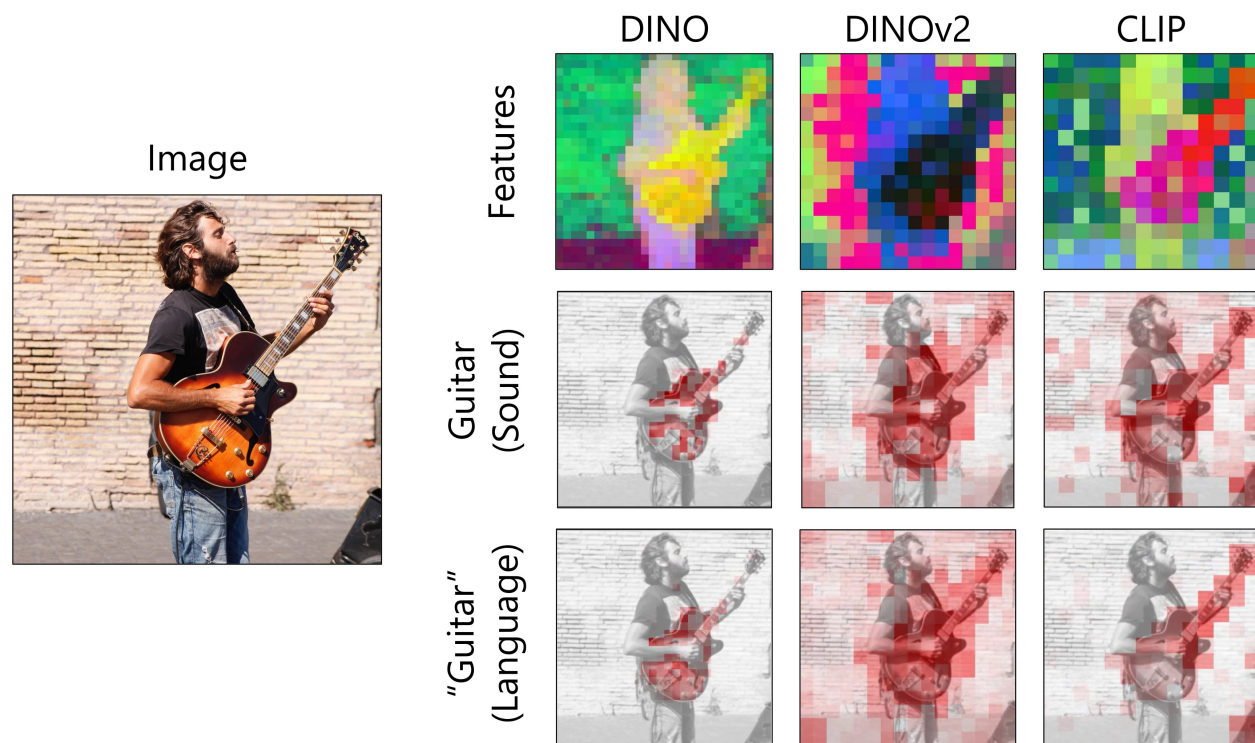 DINO
DINOv2
CLIP
Features
Image
Guitar
(Sound)
"Guitar"
(Language)